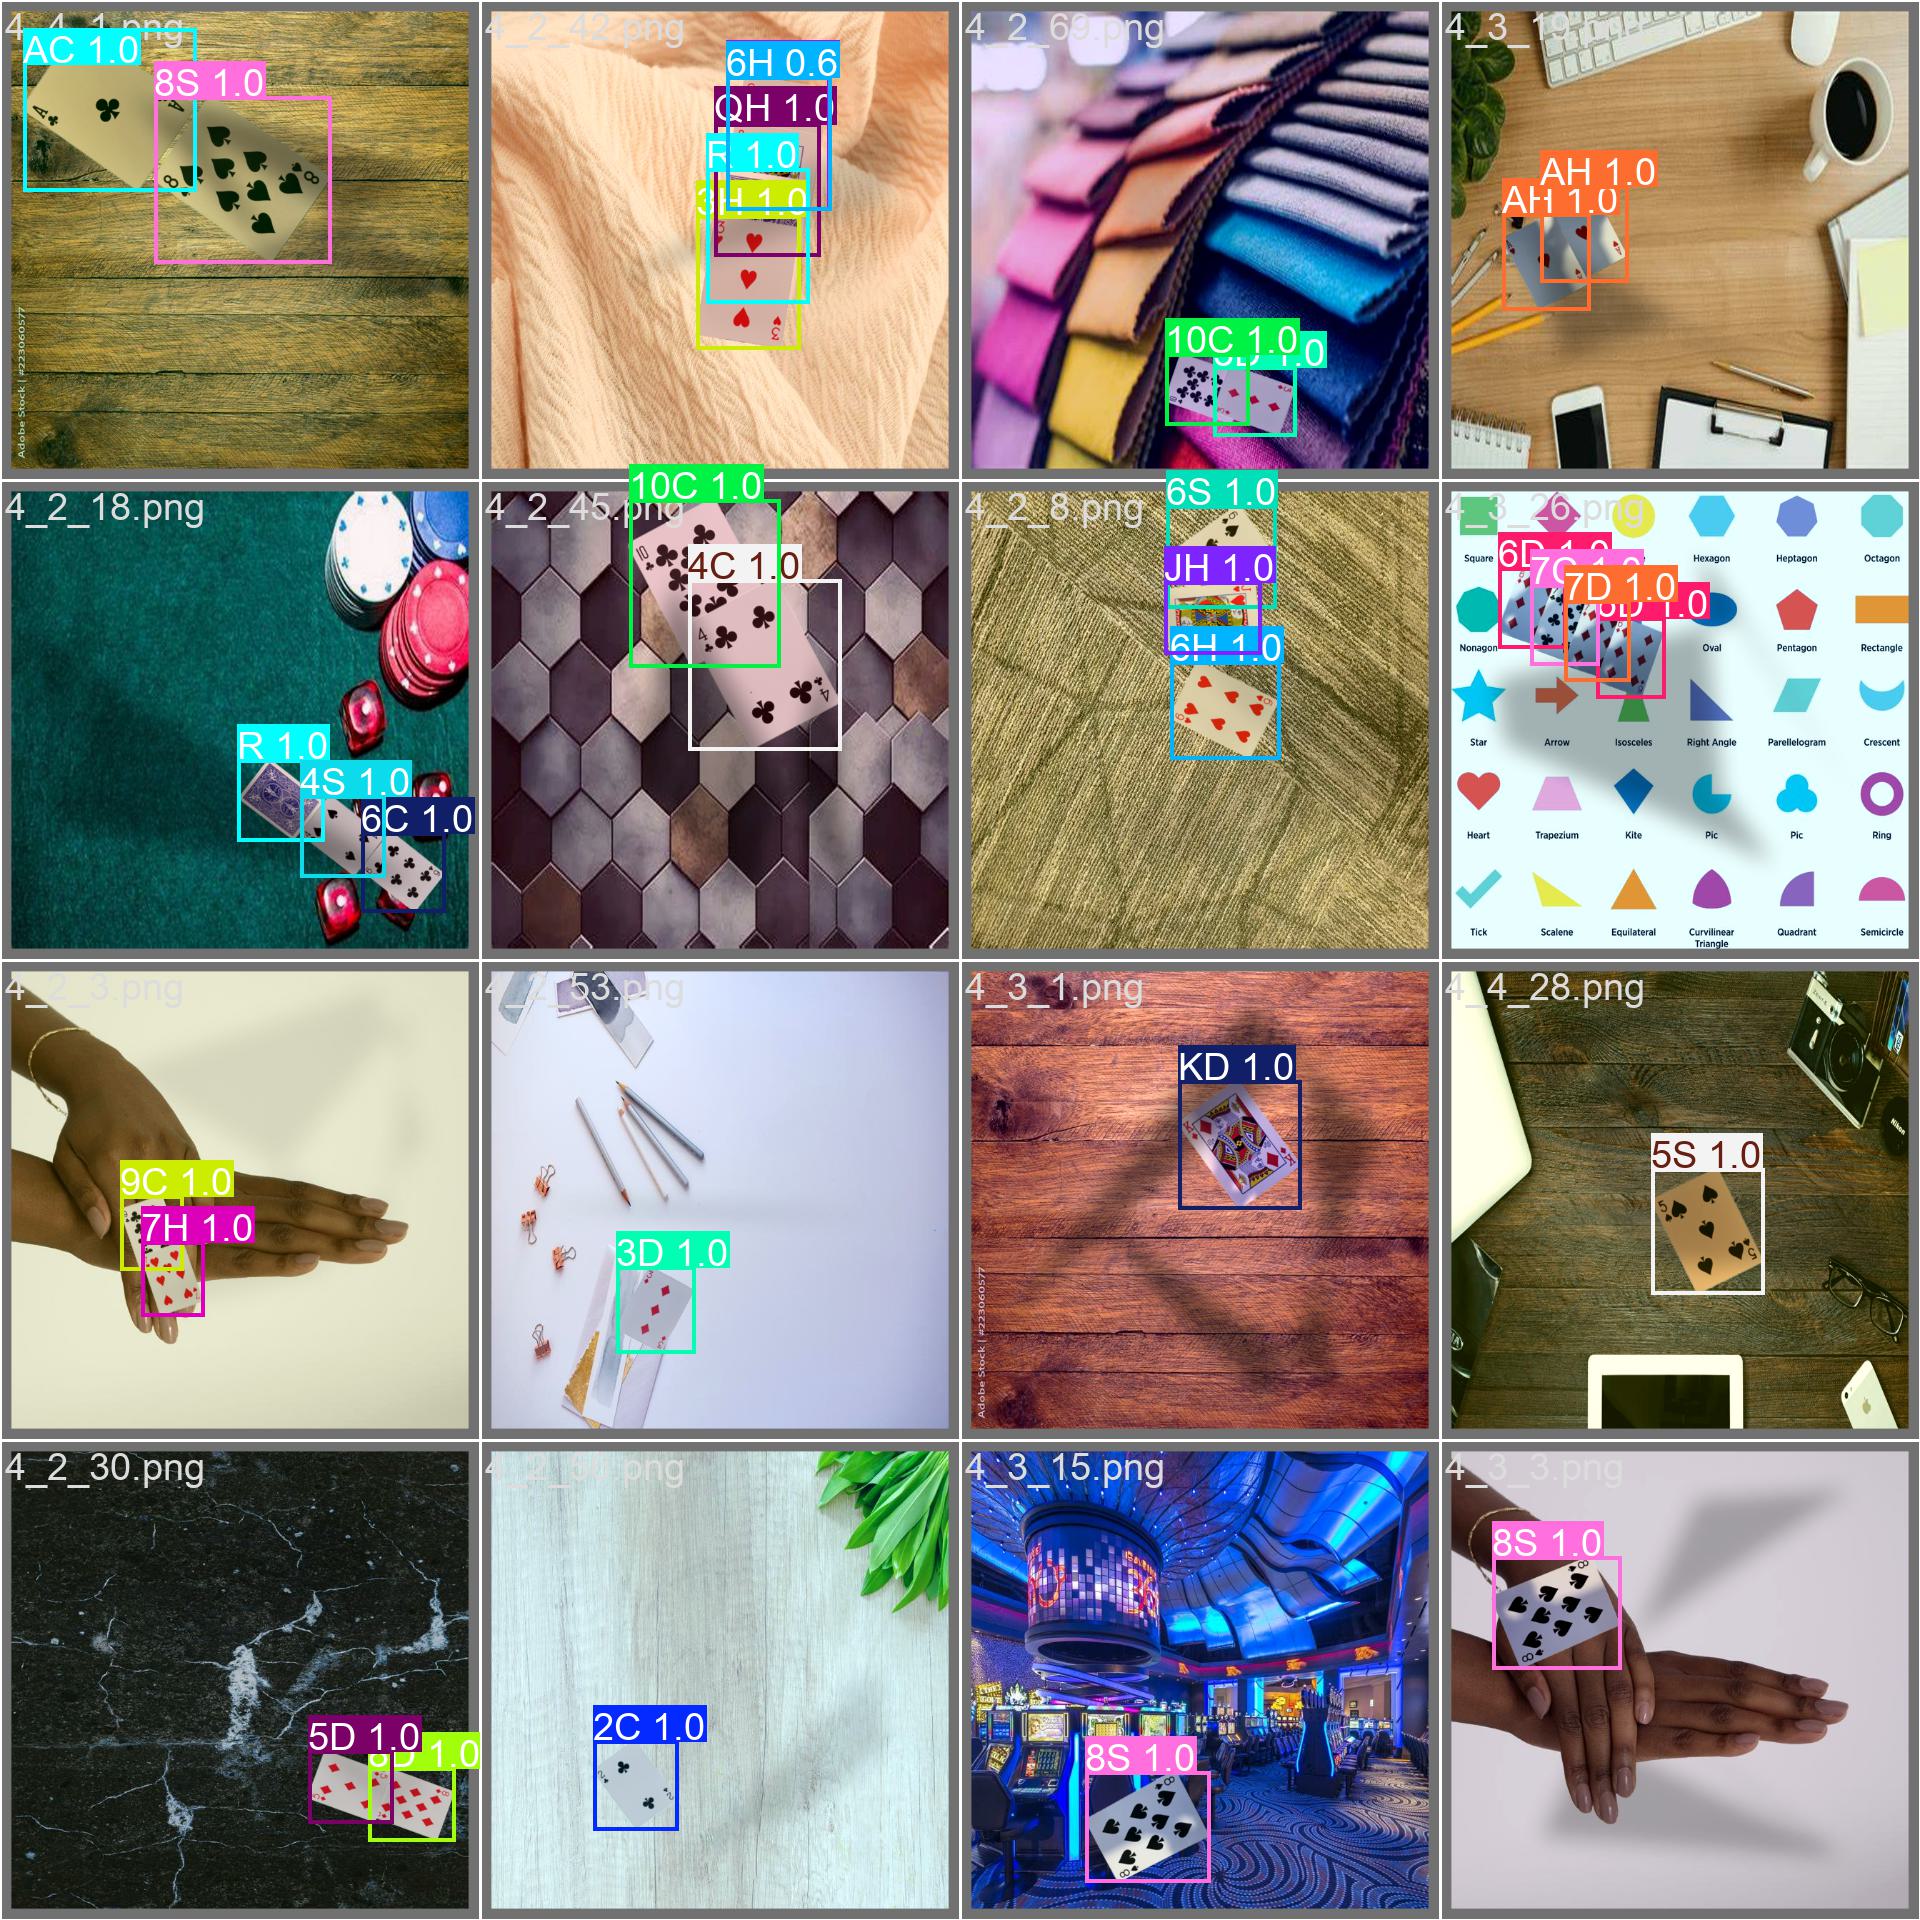 4_4_1.png
AC 1.0
8S 1.0
Adobe Stock | #223060577
4_2_42.png
6H 0.6
QH 1.0
R 1.0
3H 1.0
4_2_69.png
10C 1.0
4_3_19.png
AH 1.0
AH 1.0
4_2_18.png
R 1.0
4S 1.0
6C 1.0
4_2_45.png
10C 1.0
4C 1.0
4_2_8.png
6S 1.0
JH 1.0
6H 1.0
4_3_26.png
6D 1.0
7C 1.0
7D 1.0
6D 1.0
Square
Hexagon
Heptagon
Octagon
Nonagon
Oval
Pentagon
Rectangle
Star
Arrow
Isosceles
Right Angle
Parellelogram
Crescent
Heart
Trapezium
Kite
Pic
Pic
Ring
Tick
Scalene
Equilateral
Curvilinear
Triangle
Quadrant
Semicircle
4_2_3.png
9C 1.0
7H 1.0
4_2_53.png
3D 1.0
4_3_1.png
KD 1.0
Adobe Stock | #223060577
4_4_28.png
5S 1.0
Nikon
4_2_30.png
5D 1.0
8D 1.0
2C 1.0
4_3_15.png
8S 1.0
4_3_3.png
8S 1.0